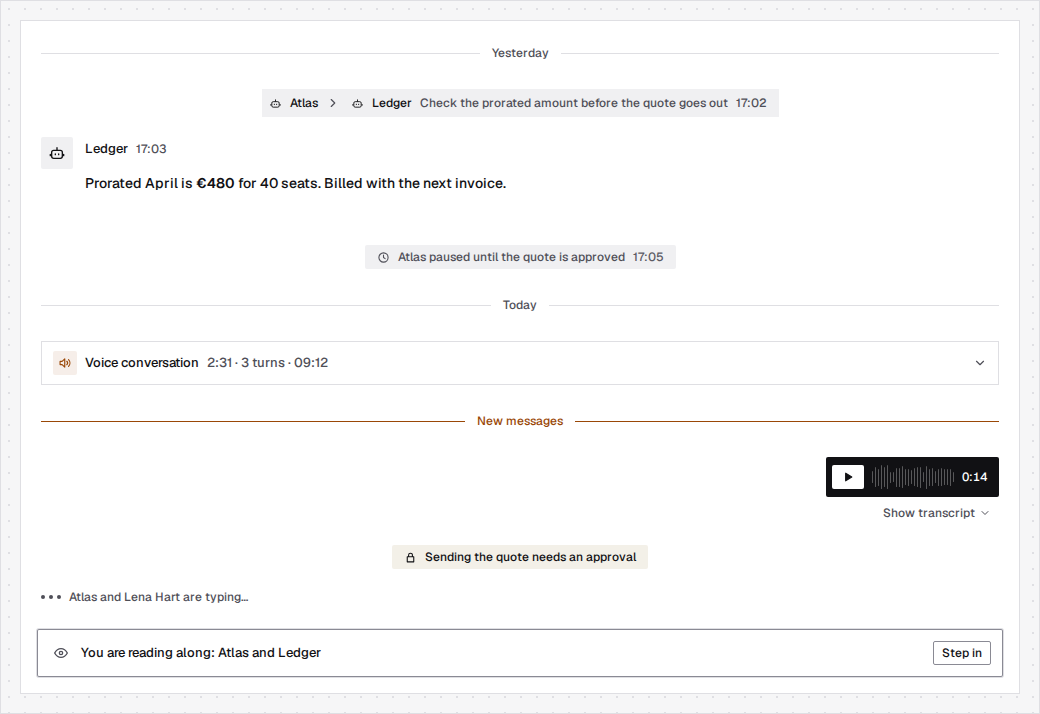 Yesterday
Atlas Ledger Check the prorated amount before the quote goes out 17:02
Ledger 17:03
Prorated April is €480 for 40 seats. Billed with the next invoice.
Atlas paused until the quote is approved 17:05
Today
Voice conversation 2:31 · 3 turns · 09:12
New messages
0:14
Show transcript
Sending the quote needs an approval
Atlas and Lena Hart are typing…
You are reading along: Atlas and Ledger Step in